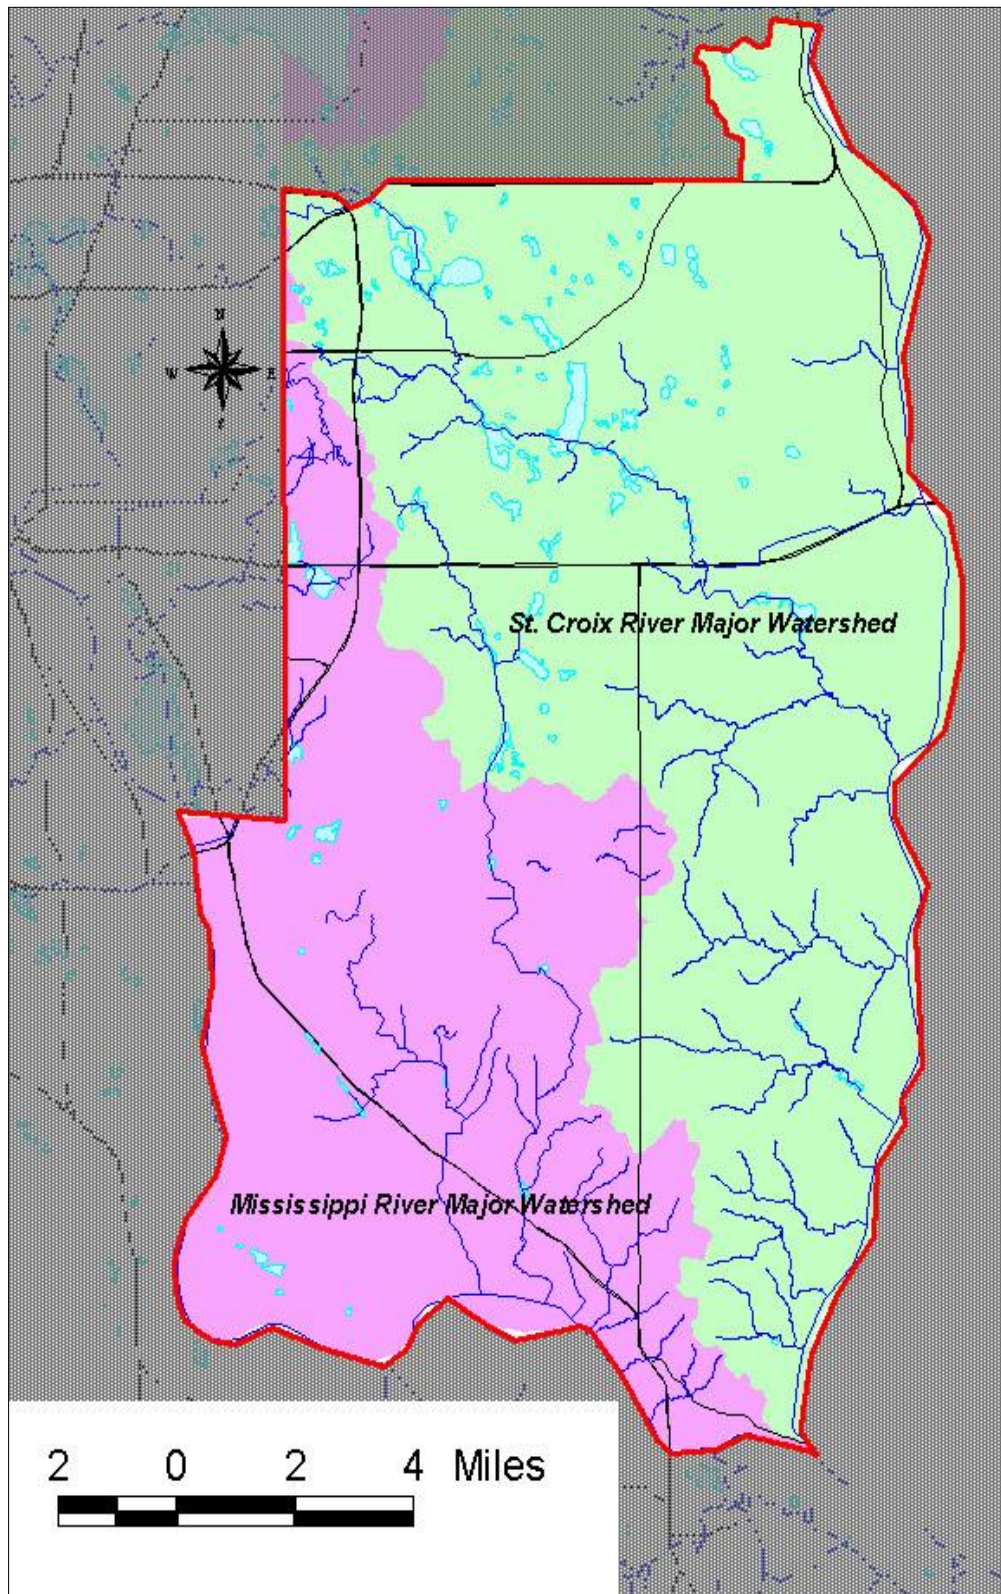 N
W E
S
St. Croix River Major Watershed
Mississippi River Major Watershed
2 0 2 4 Miles